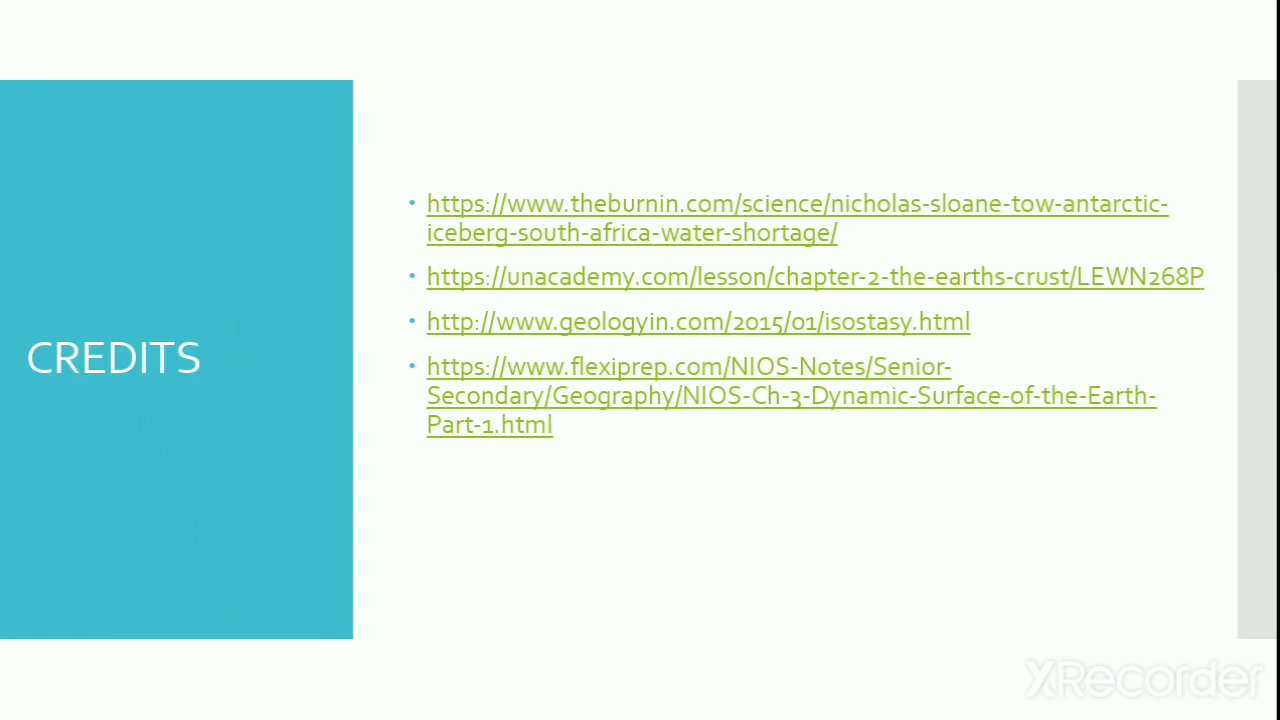 CREDITS
• https://www.theburnin.com/science/nicholas-sloane-tow-antarctic-
iceberg-south-africa-water-shortage/
• https://unacademy.com/lesson/chapter-2-the-earths-crust/LEWN268P
• http://www.geologyin.com/2015/01/isostasy.html
• https://www.flexiprep.com/NIOS-Notes/Senior-
Secondary/Geography/NIOS-Ch-3-Dynamic-Surface-of-the-Earth-
Part-1.html
XRecorder